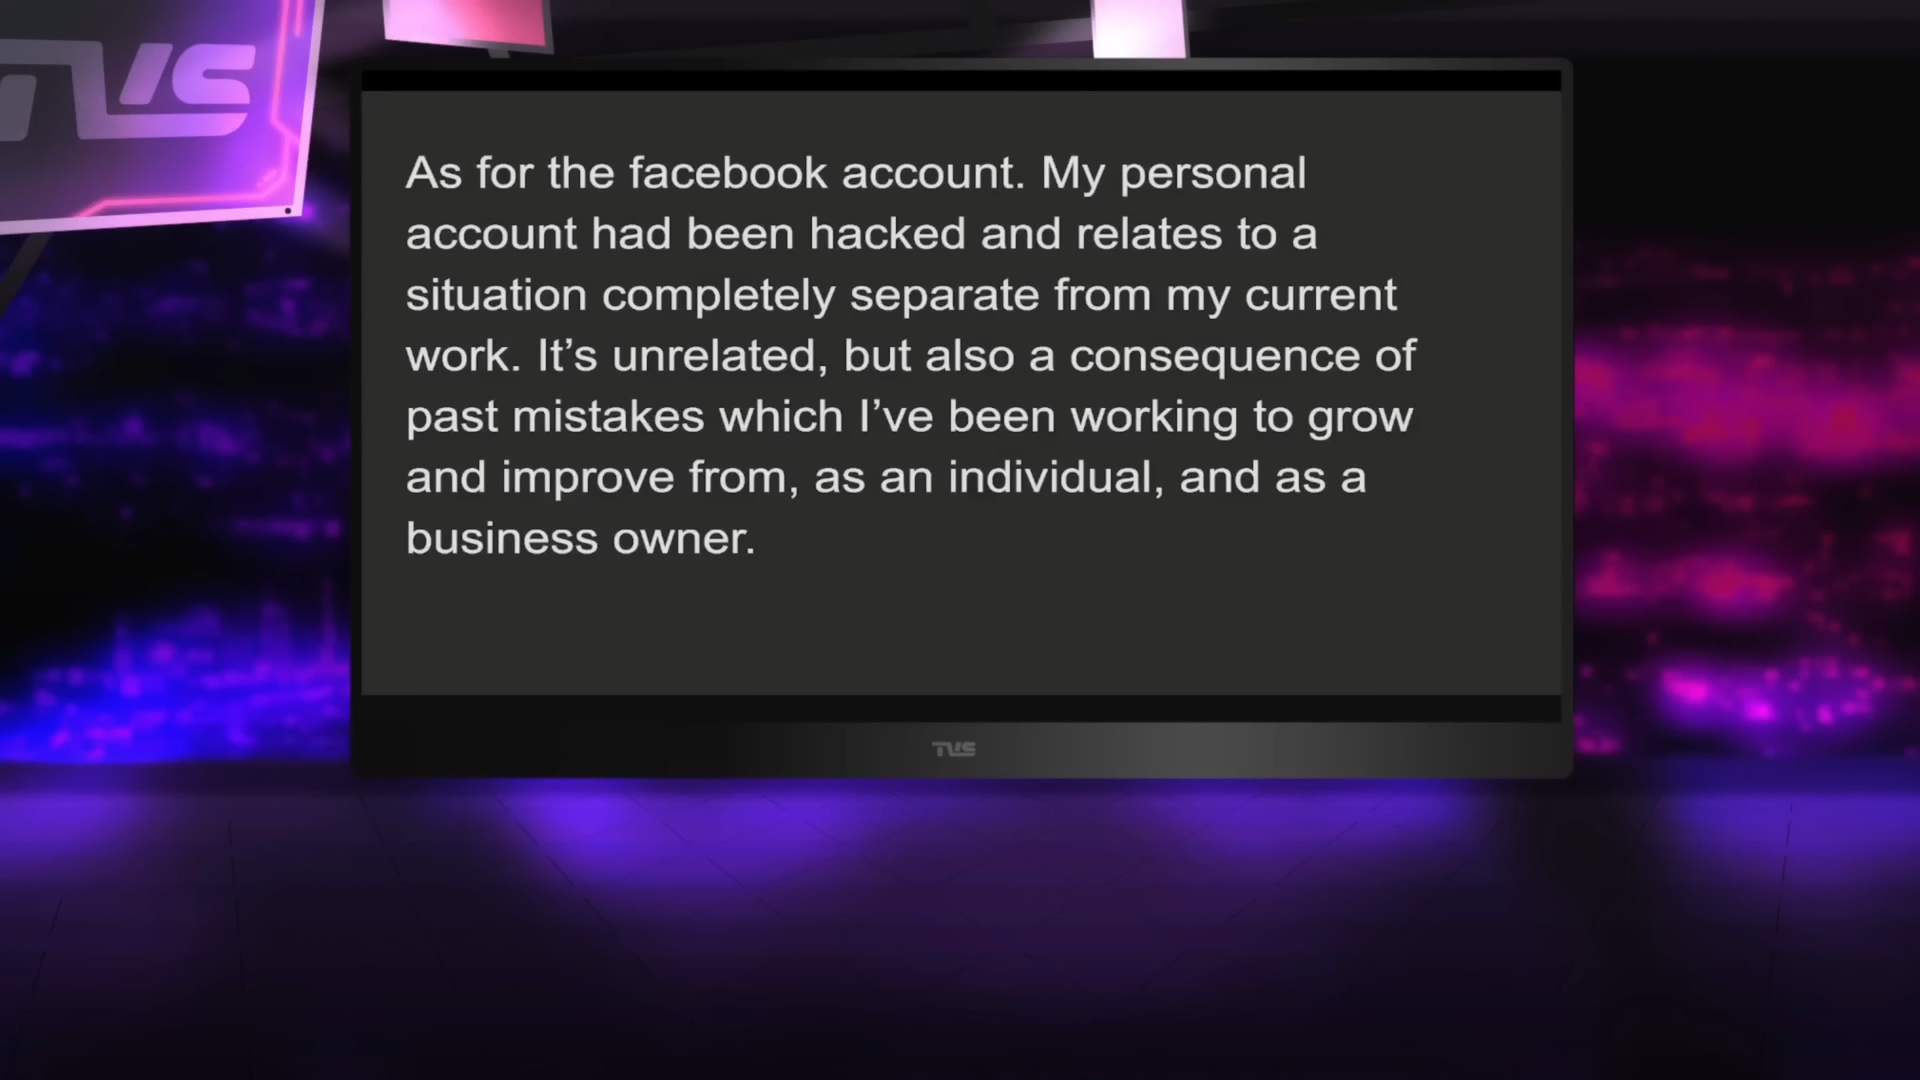 TVS
As for the facebook account. My personal
account had been hacked and relates to a
situation completely separate from my current
work. It’s unrelated, but also a consequence of
past mistakes which I’ve been working to grow
and improve from, as an individual, and as a
business owner.
TVS